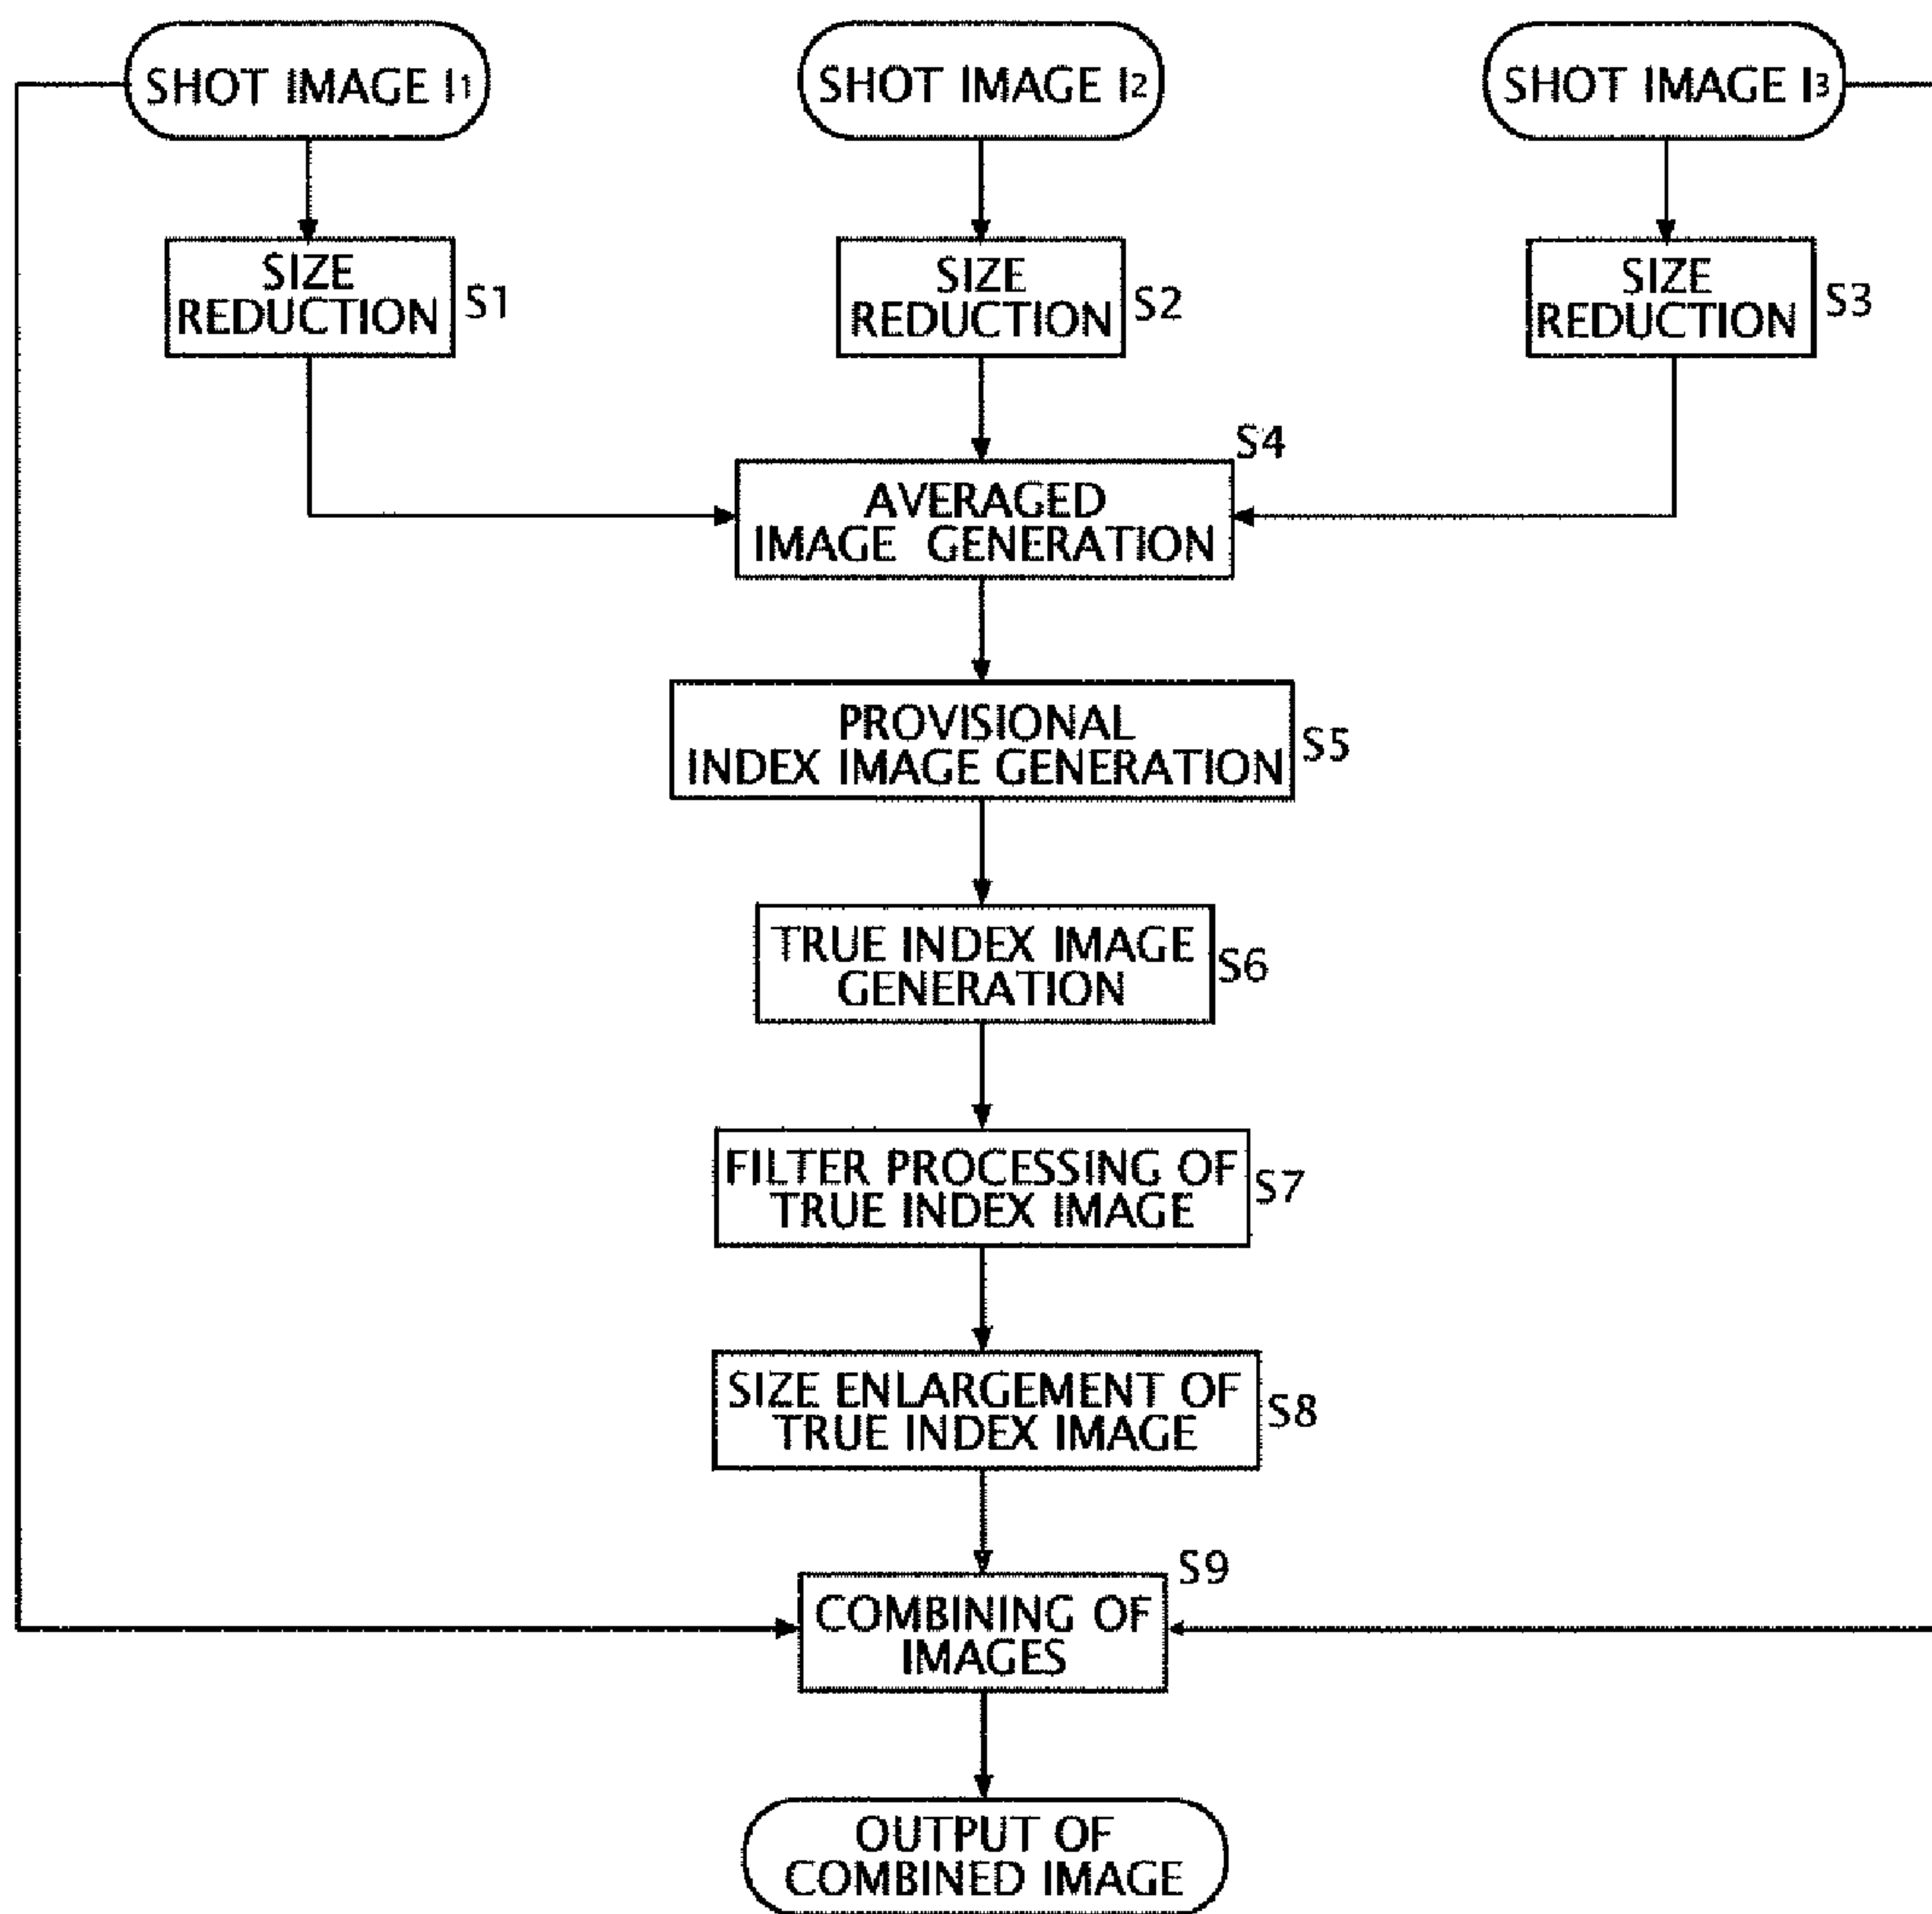 SHOT IMAGE I1
SHOT IMAGE I2
SHOT IMAGE I3
SIZE
REDUCTION
S1
SIZE
REDUCTION
S2
SIZE
REDUCTION
S3
S4
AVERAGED
IMAGE GENERATION
PROVISIONAL
INDEX IMAGE GENERATION
S5
TRUE INDEX IMAGE
GENERATION
S6
FILTER PROCESSING OF
TRUE INDEX IMAGE
S7
SIZE ENLARGEMENT OF
TRUE INDEX IMAGE
S8
S9
COMBINING OF
IMAGES
OUTPUT OF
COMBINED IMAGE